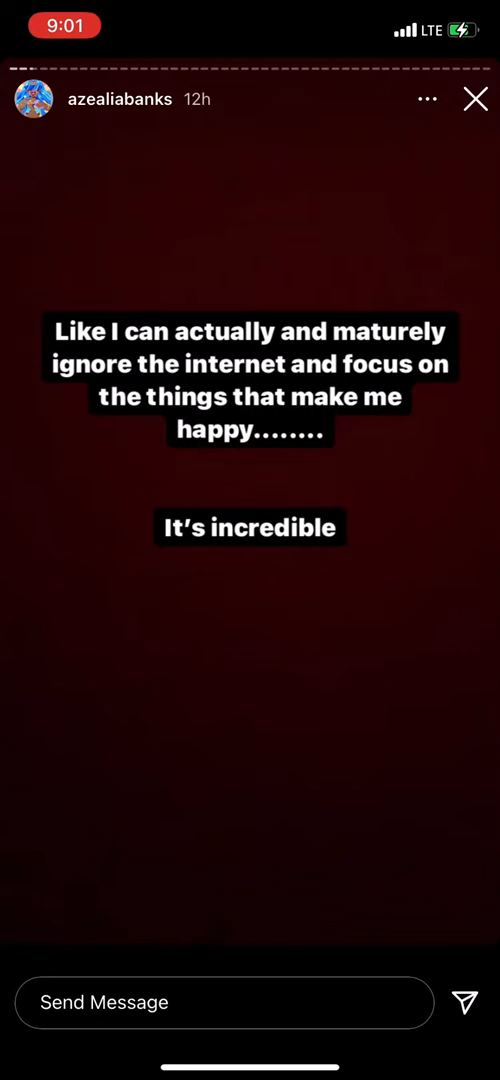 9:01
LTE
azealiabanks 12h
Like I can actually and maturely
ignore the internet and focus on
the things that make me
happy........
It’s incredible
Send Message